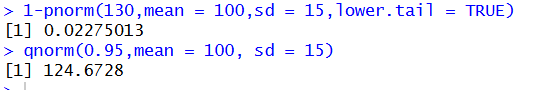 > 1-pnorm(130,mean = 100,sd = 15,lower.tail = TRUE)
[1] 0.02275013
> qnorm(0.95,mean = 100, sd = 15)
[1] 124.6728
>